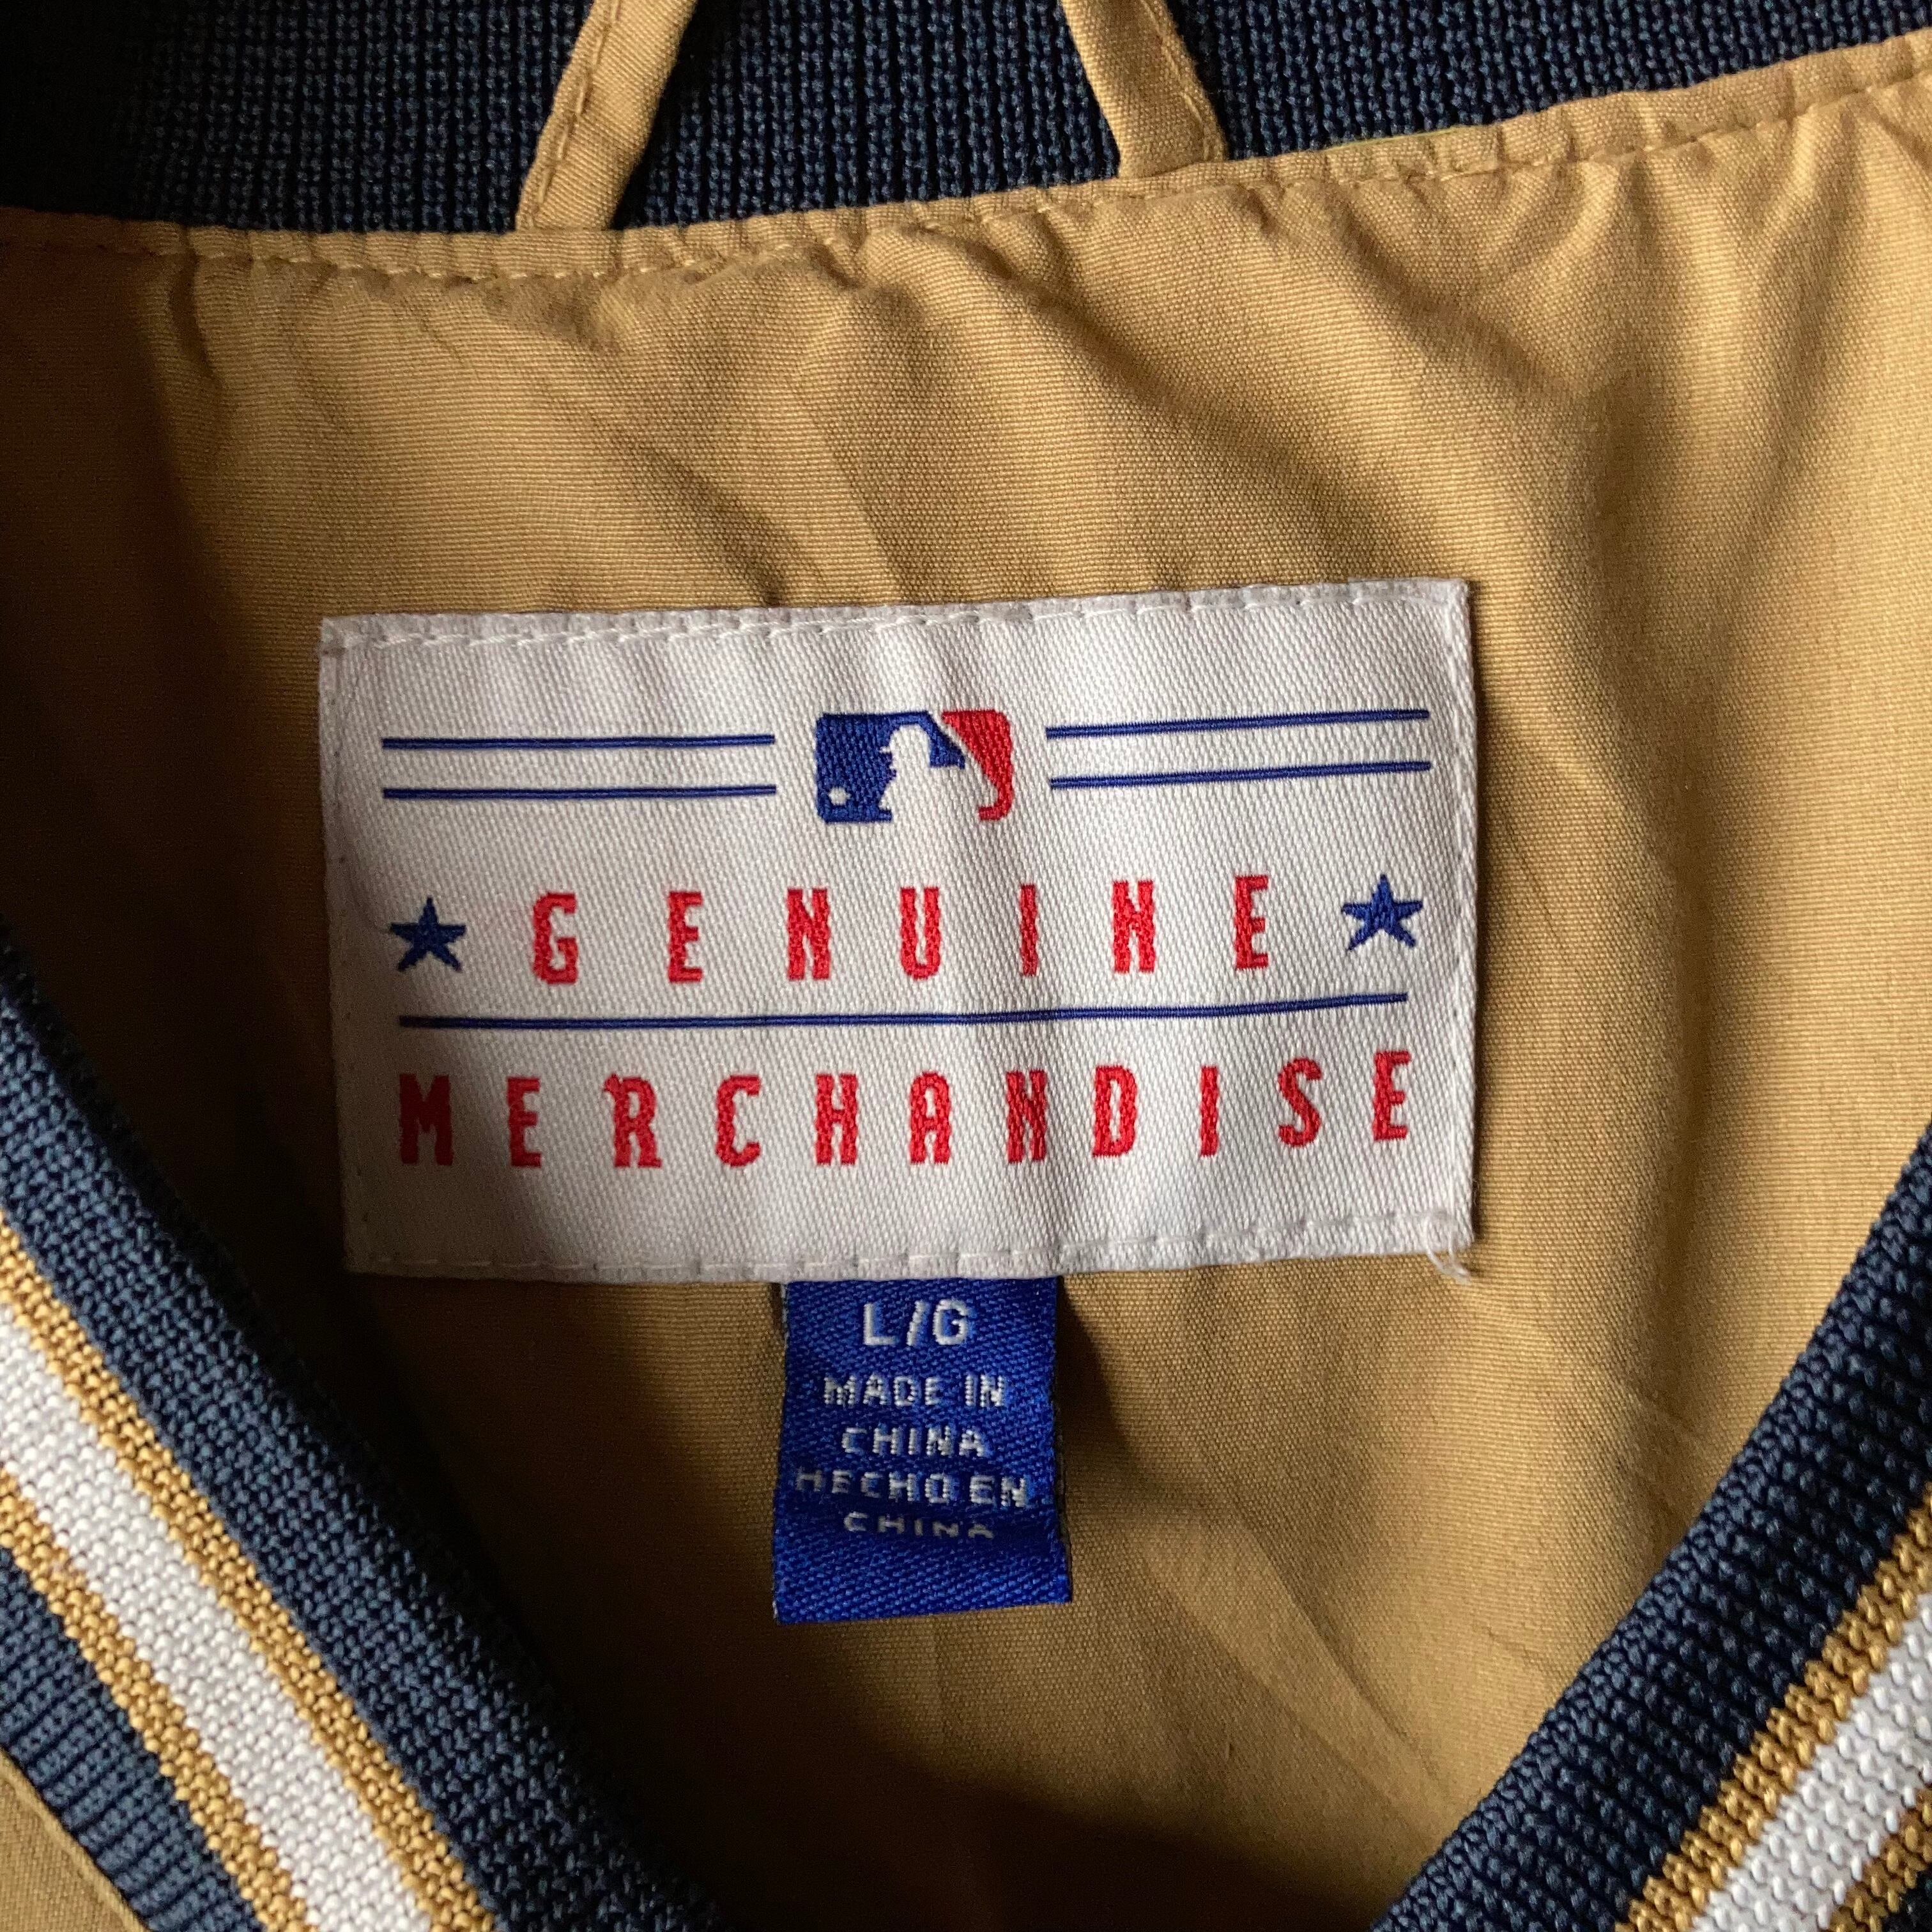 GENUINE
MERCHANDISE
L/G
MADE IN
CHINA
HECHO EN
CHINA